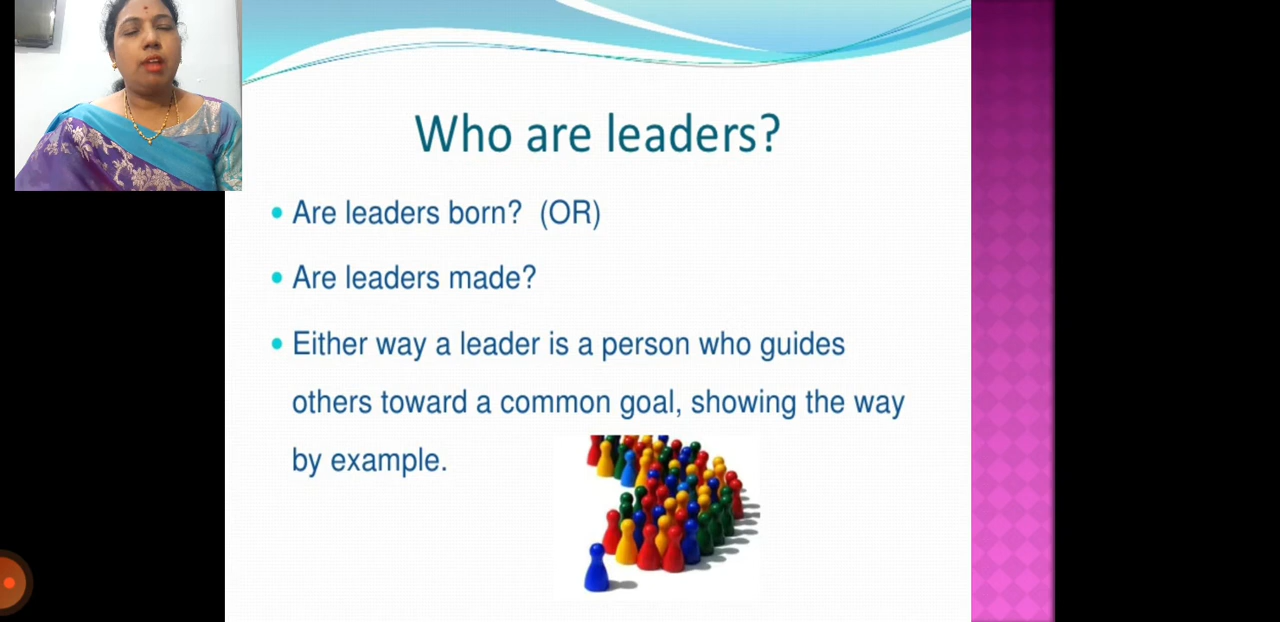 Who are leaders?
• Are leaders born? (OR)
• Are leaders made?
• Either way a leader is a person who guides
others toward a common goal, showing the way
by example.